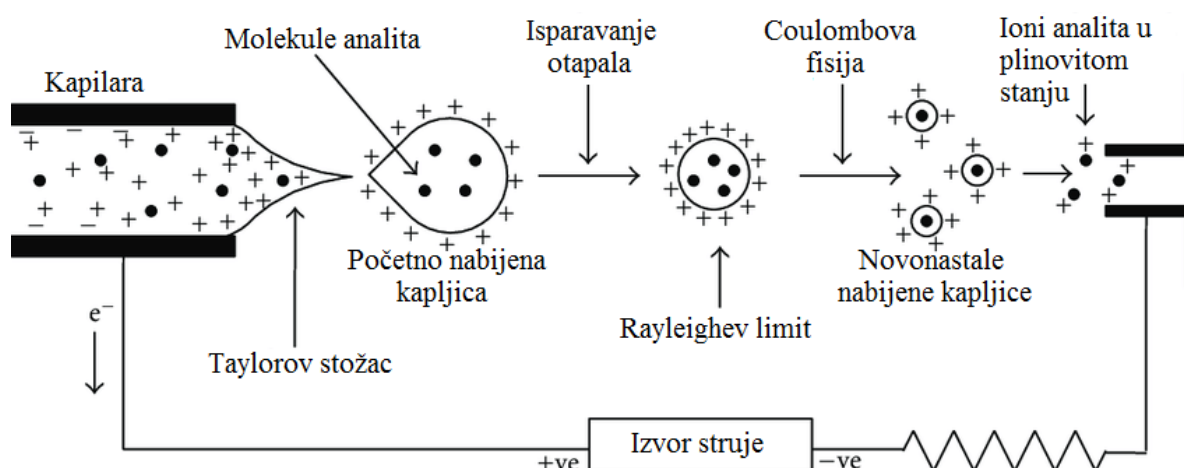 Kapilara
Molekule analita
Isparavanje
otapala
Coulombova
fisija
Ioni analita u
plinovitom
stanju
Početno nabijena
kapljica
Novonastale
nabijene kapljice
Rayleighev limit
Taylorov stožac
e⁻
+ve
Izvor struje
−ve